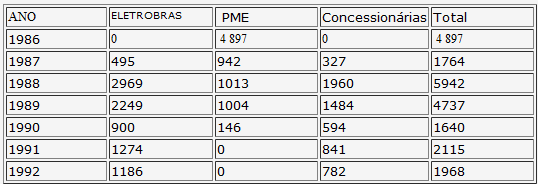 ANO ELETROBRAS PME Concessionárias Total
1986 0 4 897 0 4 897
1987 495 942 327 1764
1988 2969 1013 1960 5942
1989 2249 1004 1484 4737
1990 900 146 594 1640
1991 1274 0 841 2115
1992 1186 0 782 1968